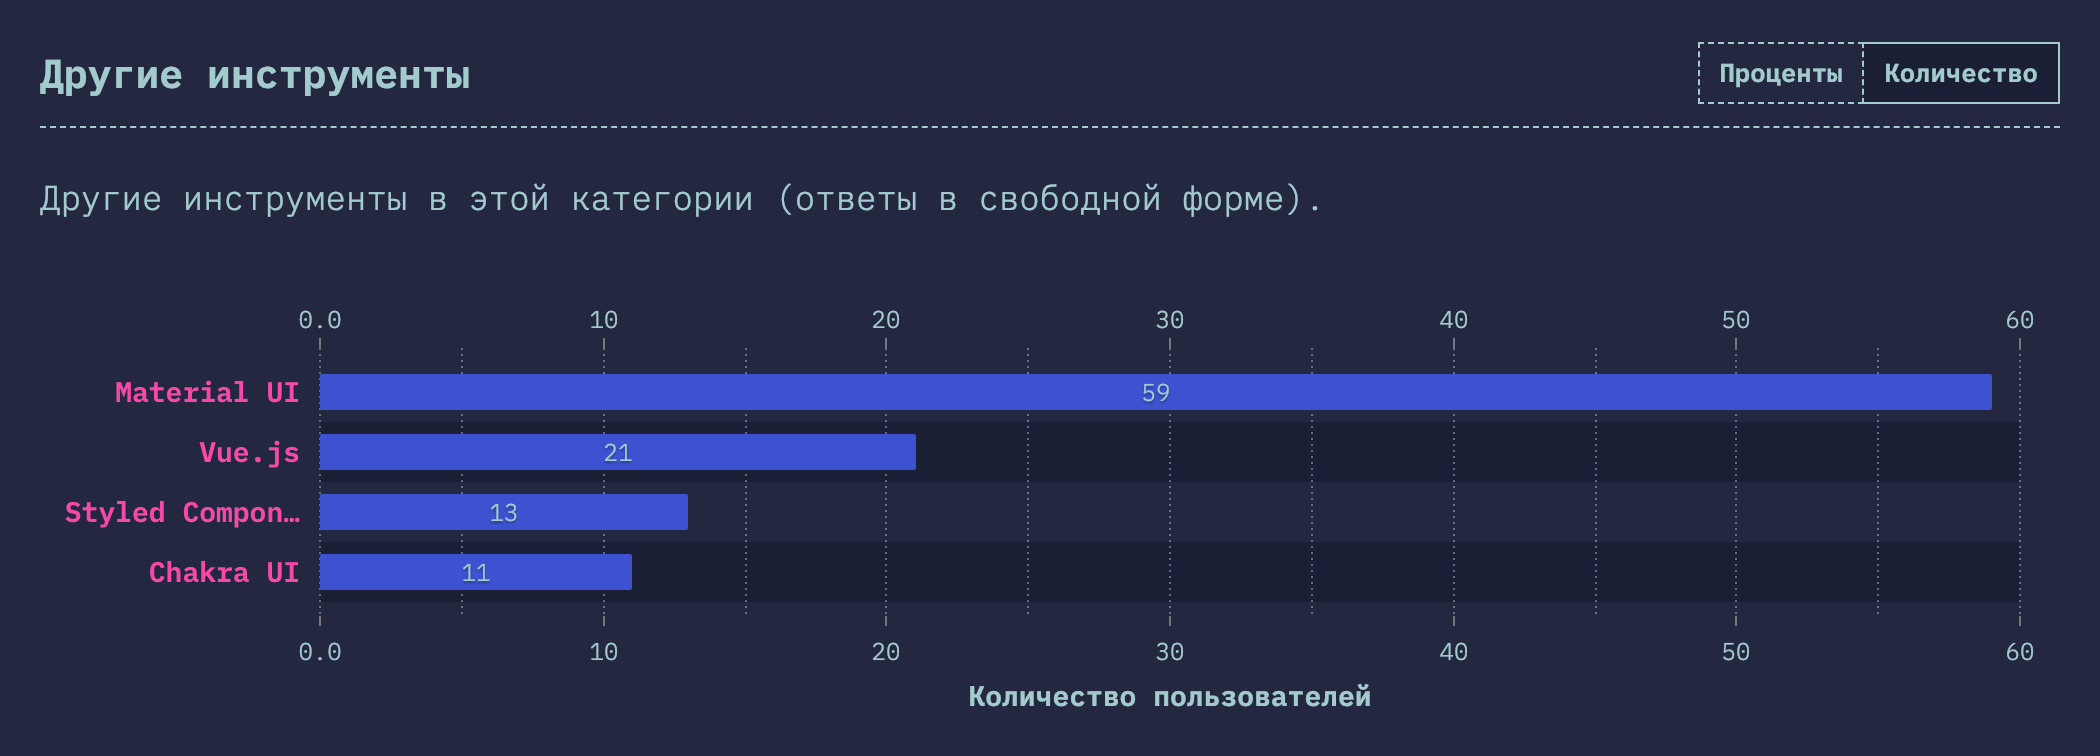 Другие инструменты
Проценты Количество
Другие инструменты в этой категории (ответы в свободной форме).
0.0 10 20 30 40 50 60
Material UI 59
Vue.js 21
Styled Compon… 13
Chakra UI 11
0.0 10 20 30 40 50 60
Количество пользователей